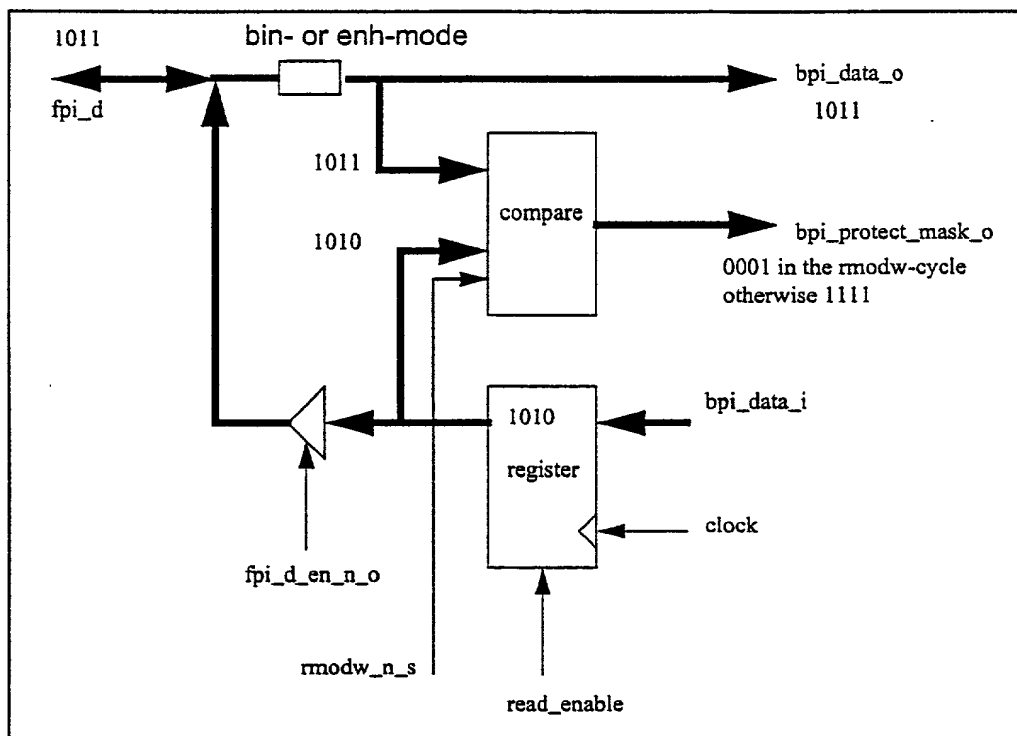 1011
bin- or enh-mode
fpi_d
bpi_data_o
1011
1011
compare
1010
bpi_protect_mask_o
0001 in the rmodw-cycle
otherwise 1111
1010
register
bpi_data_i
clock
fpi_d_en_n_o
rmodw_n_s
read_enable